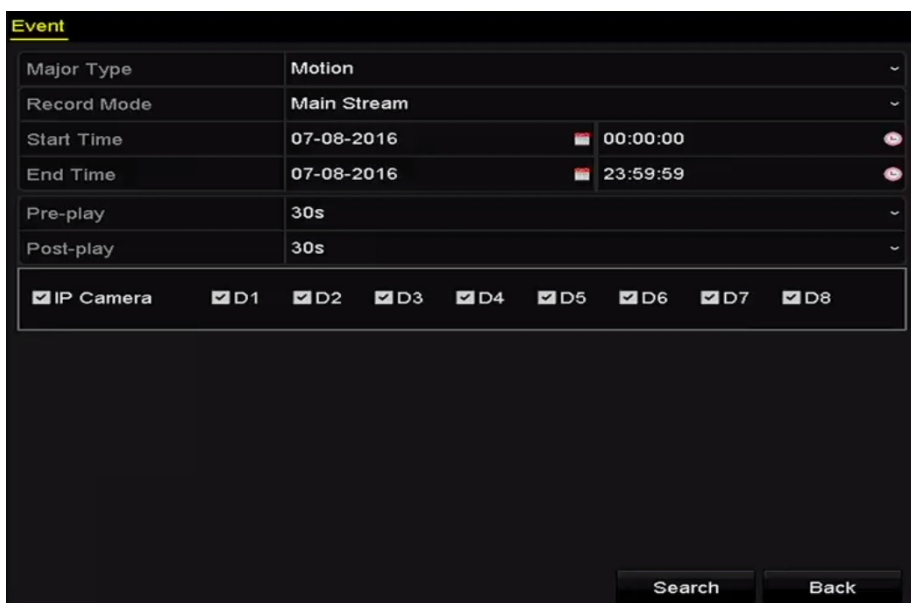 Event
Major Type Motion
Record Mode Main Stream
Start Time 07-08-2016 00:00:00
End Time 07-08-2016 23:59:59
Pre-play 30s
Post-play 30s
IP Camera D1 D2 D3 D4 D5 D6 D7 D8
Search Back